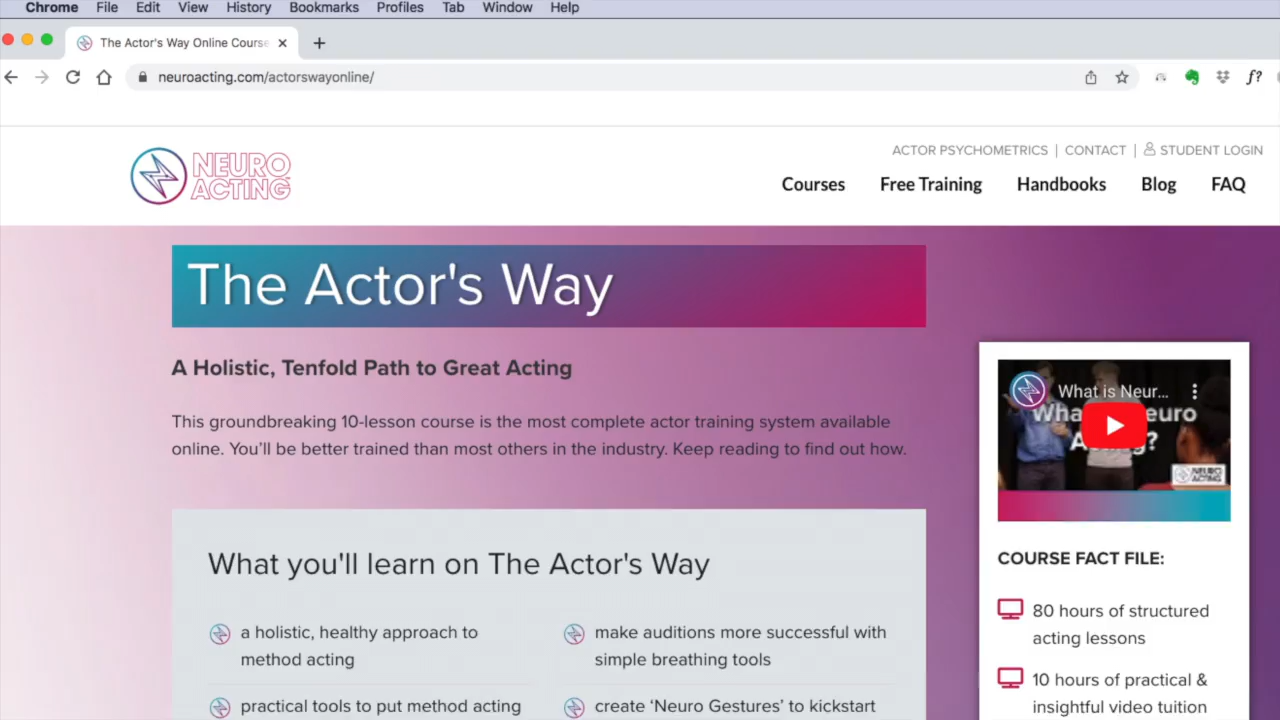 Chrome File Edit View History Bookmarks Profiles Tab Window Help
The Actor's Way Online Course
neuroacting.com/actorswayonline/
f?
NEURO
ACTING
ACTOR PSYCHOMETRICS | CONTACT | STUDENT LOGIN
Courses Free Training Handbooks Blog FAQ
The Actor's Way
A Holistic, Tenfold Path to Great Acting
This groundbreaking 10-lesson course is the most complete actor training system available
online. You'll be better trained than most others in the industry. Keep reading to find out how.
What is Neur...
What is Neuro
Acting?
NEURO
ACTING
What you'll learn on The Actor's Way
a holistic, healthy approach to
method acting
make auditions more successful with
simple breathing tools
practical tools to put method acting
create ‘Neuro Gestures’ to kickstart
COURSE FACT FILE:
80 hours of structured
acting lessons
10 hours of practical &
insightful video tuition